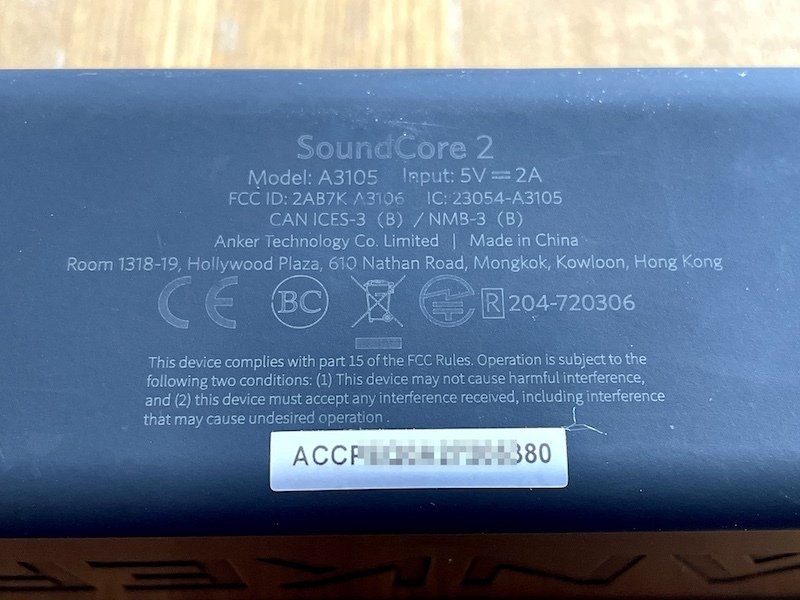 SoundCore 2
Model: A3105 Input: 5V⎓2A
FCC ID: 2AB7K A3106 IC: 23054-A3105
CAN ICES-3 (B) / NMB-3 (B)
Anker Technology Co. Limited | Made in China
Room 1318-19, Hollywood Plaza, 610 Nathan Road, Mongkok, Kowloon, Hong Kong
CE BC R 204-720306
This device complies with part 15 of the FCC Rules. Operation is subject to the
following two conditions: (1) This device may not cause harmful interference,
and (2) this device must accept any interference received, including interference
that may cause undesired operation.
ANKER